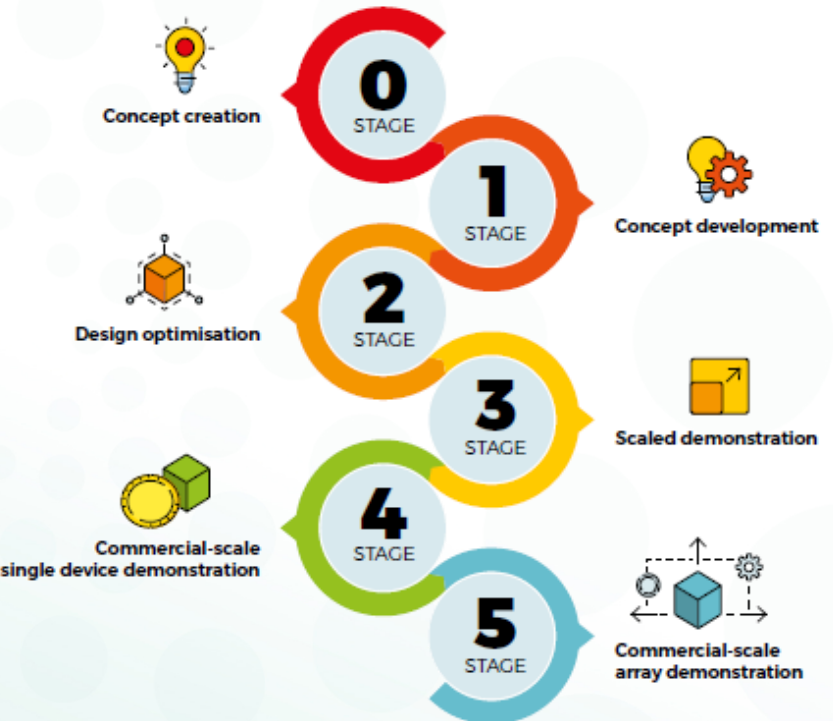 0
STAGE
Concept creation
1
STAGE
Concept development
2
STAGE
Design optimisation
3
STAGE
Scaled demonstration
4
STAGE
Commercial-scale
single device demonstration
5
STAGE
Commercial-scale
array demonstration